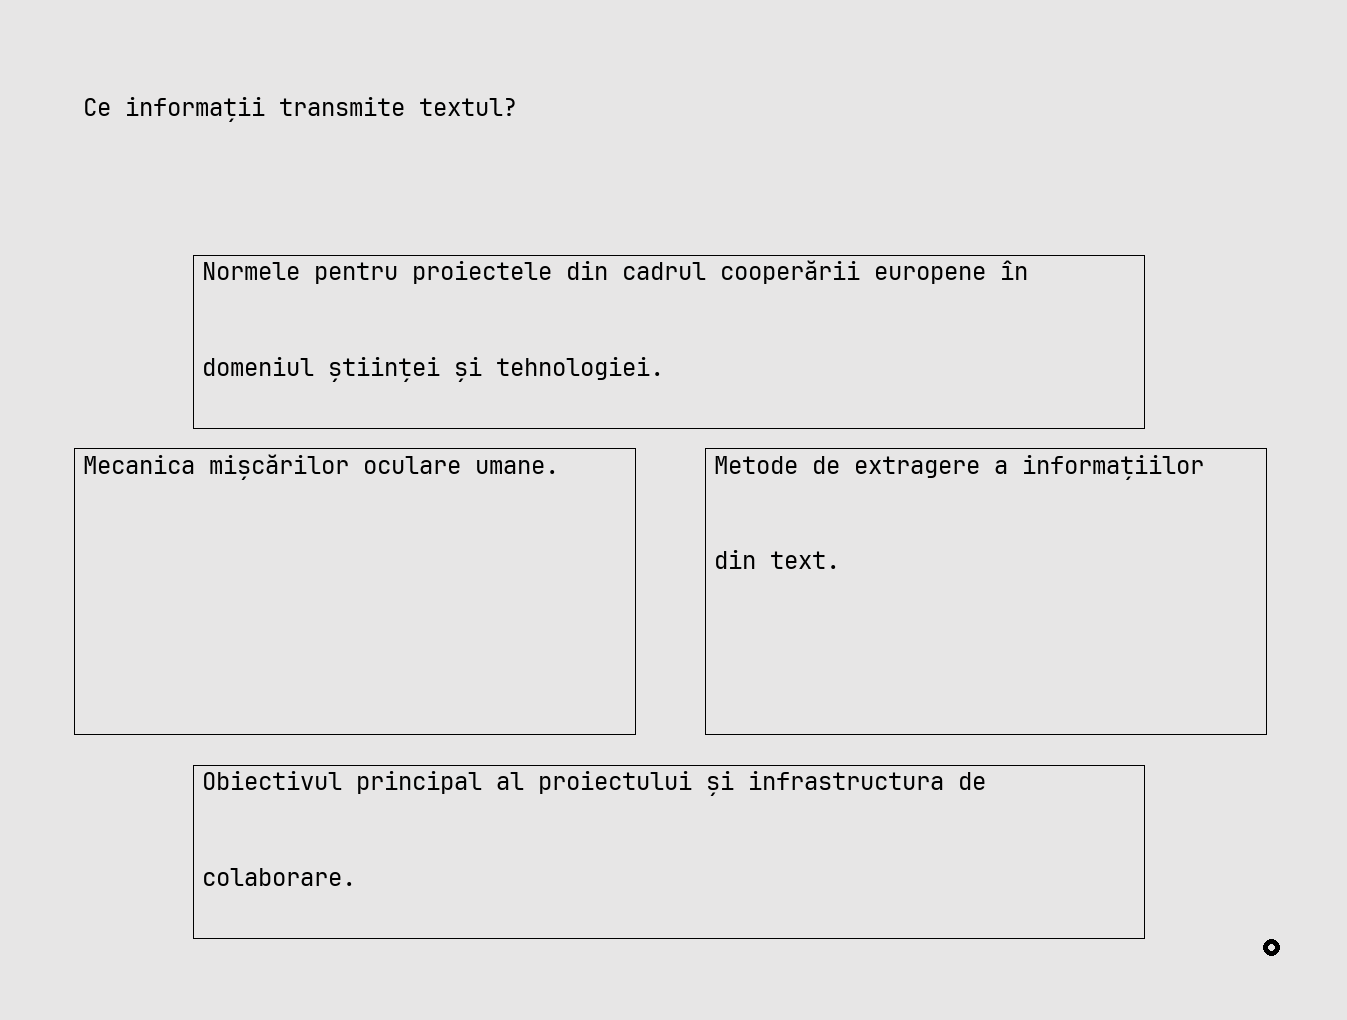 Ce informații transmite textul?
Normele pentru proiectele din cadrul cooperării europene în
domeniul științei și tehnologiei.
Mecanica mișcărilor oculare umane.
Metode de extragere a informațiilor
din text.
Obiectivul principal al proiectului și infrastructura de
colaborare.